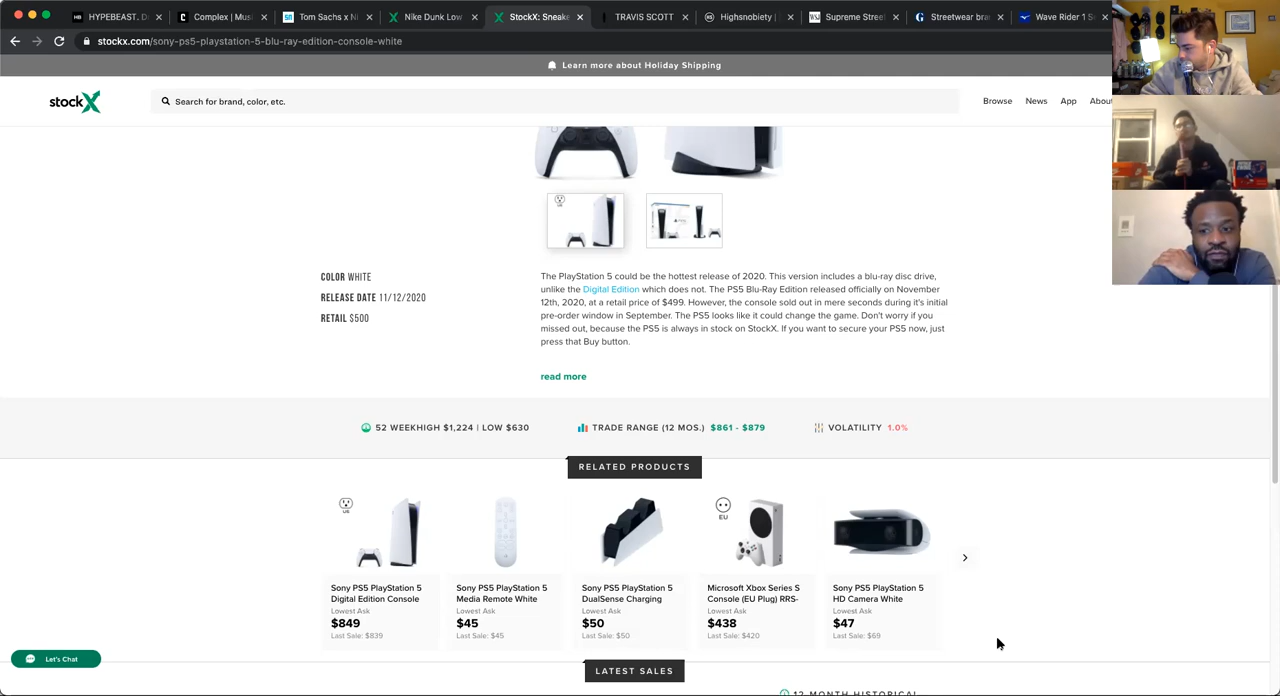 HYPEBEAST. D
Complex | Musi
Tom Sachs x Ni
Nike Dunk Low
StockX: Sneake
TRAVIS SCOTT
Highsnobiety |
Supreme Stree
Streetwear bra
Wave Rider 1 S
stockx.com/sony-ps5-playstation-5-blu-ray-edition-console-white
Learn more about Holiday Shipping
stockX
Search for brand, color, etc.
Browse
News
App
About
COLOR WHITE
RELEASE DATE 11/12/2020
RETAIL $500
The PlayStation 5 could be the hottest release of 2020. This version includes a blu-ray disc drive,
unlike the Digital Edition which does not. The PS5 Blu-Ray Edition released officially on November
12th, 2020, at a retail price of $499. However, the console sold out in mere seconds during it's initial
pre-order window in September. The PS5 looks like it could change the game. Don't worry if you
missed out, because the PS5 is always in stock on StockX. If you want to secure your PS5 now, just
press that Buy button.
read more
52 WEEKHIGH $1,224 | LOW $630
TRADE RANGE (12 MOS.) $861 - $879
VOLATILITY 1.0%
RELATED PRODUCTS
US
EU
Sony PS5 PlayStation 5
Digital Edition Console
Lowest Ask
$849
Last Sale: $839
Sony PS5 PlayStation 5
Media Remote White
Lowest Ask
$45
Last Sale: $45
Sony PS5 PlayStation 5
DualSense Charging
Lowest Ask
$50
Last Sale: $50
Microsoft Xbox Series S
Console (EU Plug) RRS-
Lowest Ask
$438
Last Sale: $420
Sony PS5 PlayStation 5
HD Camera White
Lowest Ask
$47
Last Sale: $69
Let's Chat
LATEST SALES
12 MONTH HISTORICAL